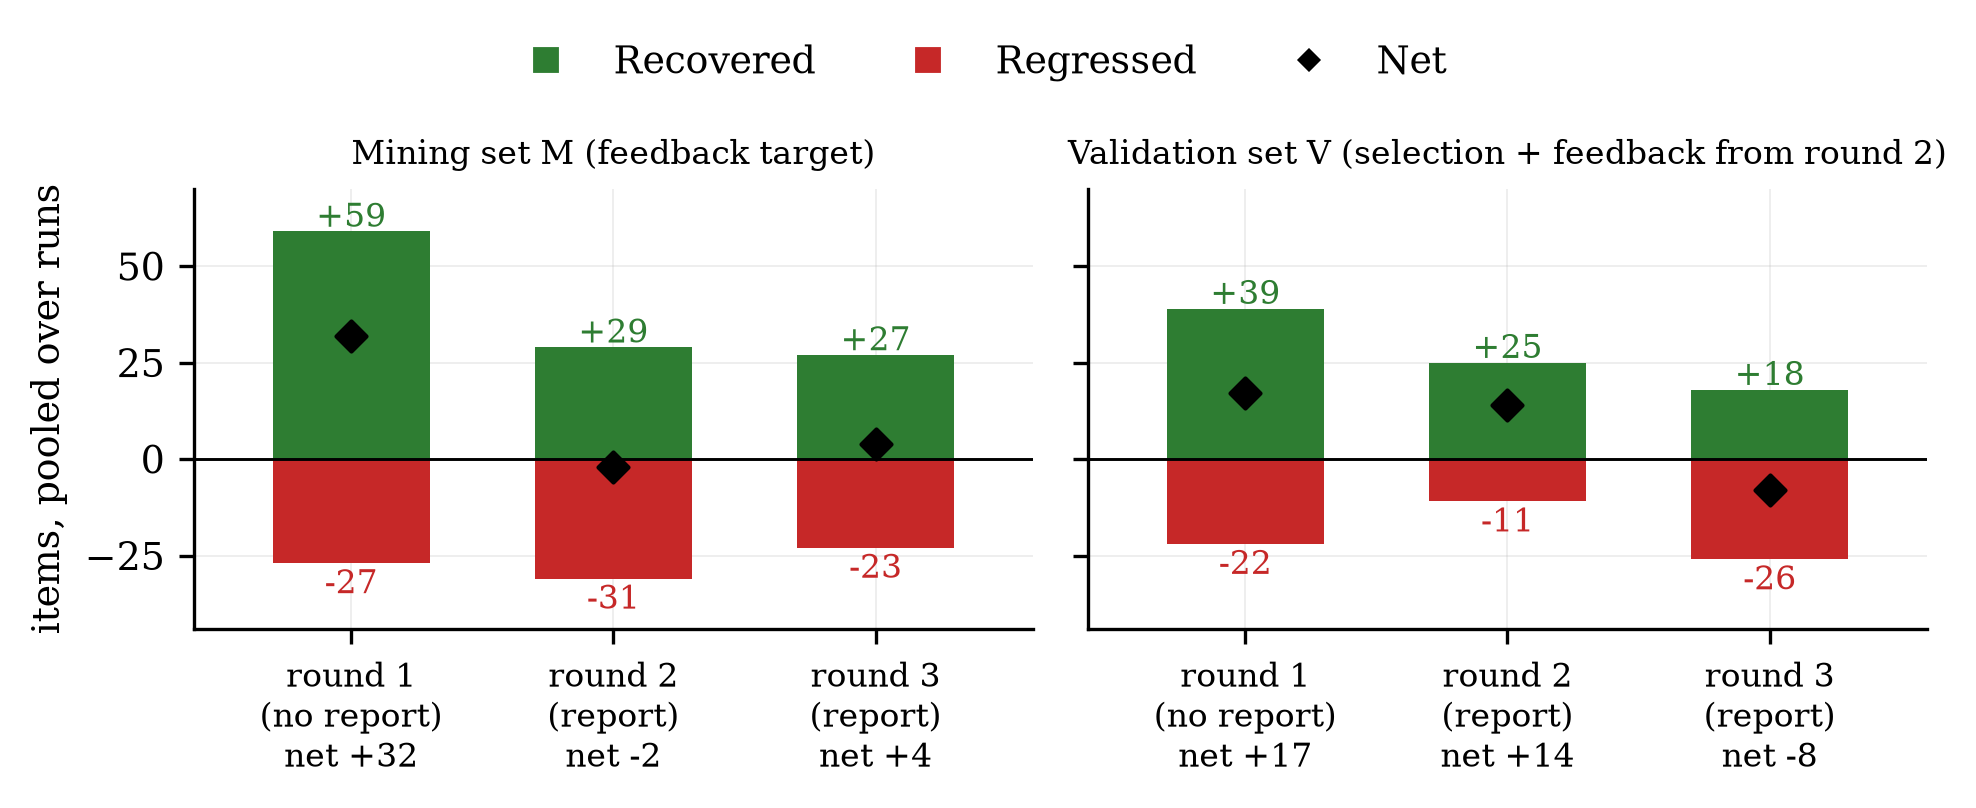 Recovered Regressed Net
Mining set M (feedback target)
items, pooled over runs
50
25
0
−25
+59
+29
+27
-27
-31
-23
round 1
(no report)
net +32
round 2
(report)
net -2
round 3
(report)
net +4
Validation set V (selection + feedback from round 2)
+39
+25
+18
-22
-11
-26
round 1
(no report)
net +17
round 2
(report)
net +14
round 3
(report)
net -8